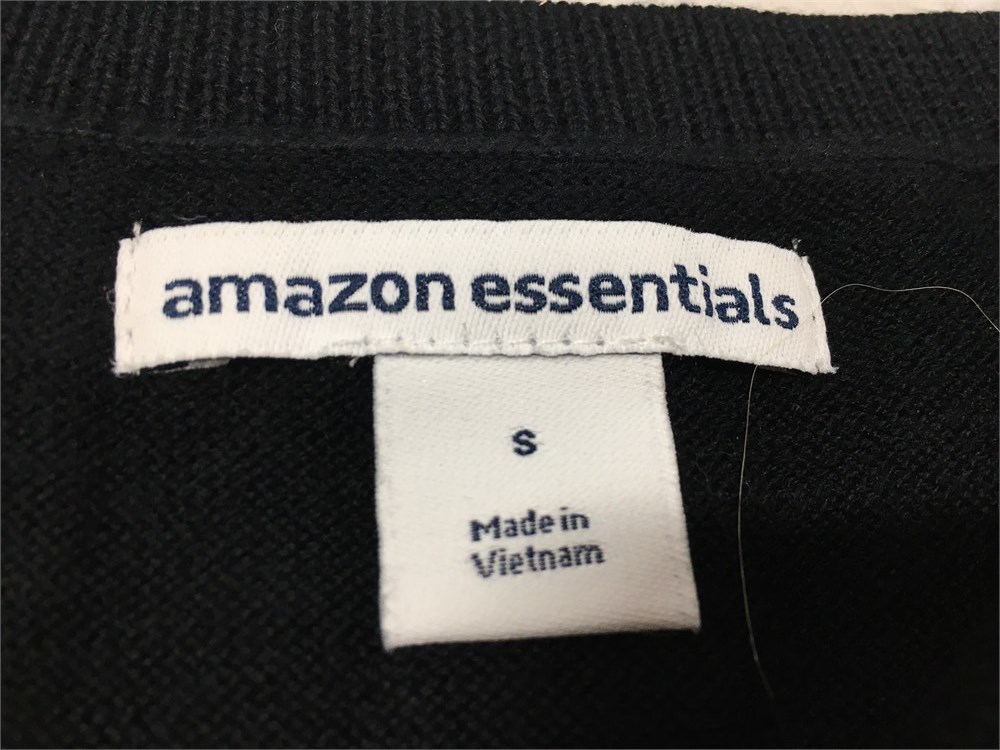 amazon essentials
S
Made in
Vietnam